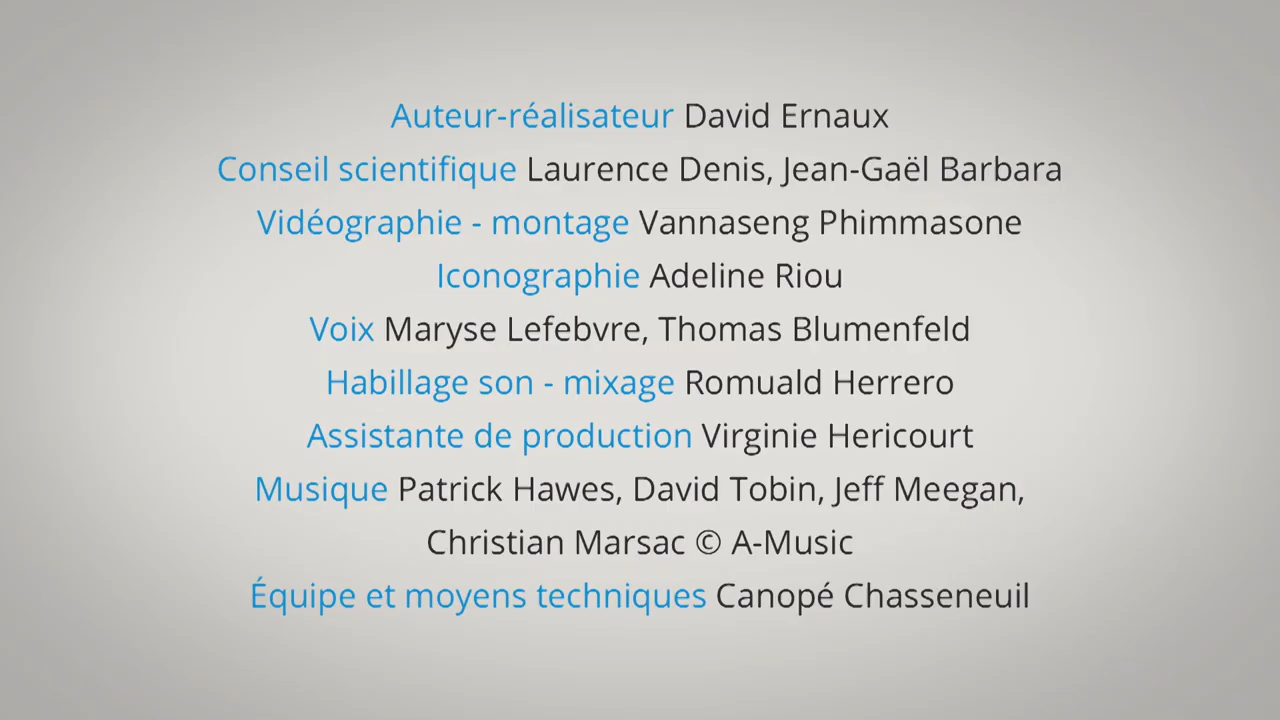 Auteur-réalisateur David Ernaux
Conseil scientifique Laurence Denis, Jean-Gaël Barbara
Vidéographie - montage Vannaseng Phimmasone
Iconographie Adeline Riou
Voix Maryse Lefebvre, Thomas Blumenfeld
Habillage son - mixage Romuald Herrero
Assistante de production Virginie Hericourt
Musique Patrick Hawes, David Tobin, Jeff Meegan,
Christian Marsac © A-Music
Équipe et moyens techniques Canopé Chasseneuil